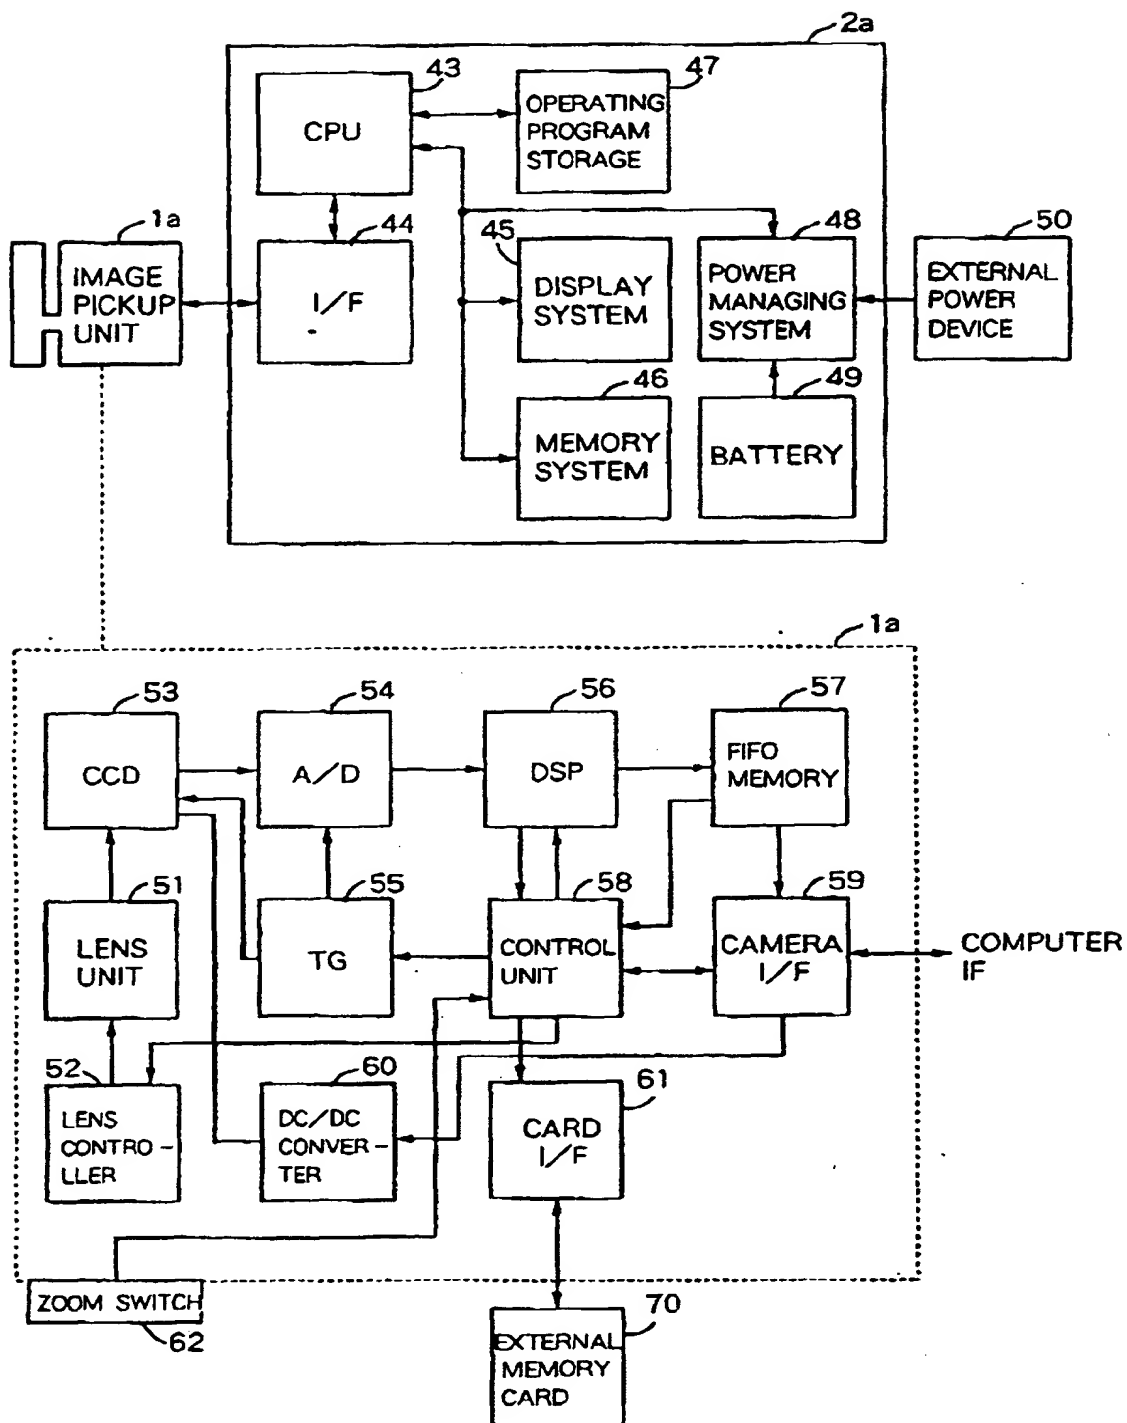 2a
43
CPU
47
OPERATING
PROGRAM
STORAGE
1a
IMAGE
PICKUP
UNIT
44
I/F
45
DISPLAY
SYSTEM
48
POWER
MANAGING
SYSTEM
50
EXTERNAL
POWER
DEVICE
46
MEMORY
SYSTEM
49
BATTERY
1a
53
CCD
54
A/D
56
DSP
57
FIFO
MEMORY
51
LENS
UNIT
55
TG
58
CONTROL
UNIT
59
CAMERA
I/F
COMPUTER
IF
52
LENS
CONTRO-
LLER
60
DC/DC
CONVER-
TER
61
CARD
I/F
ZOOM SWITCH
62
70
EXTERNAL
MEMORY
CARD